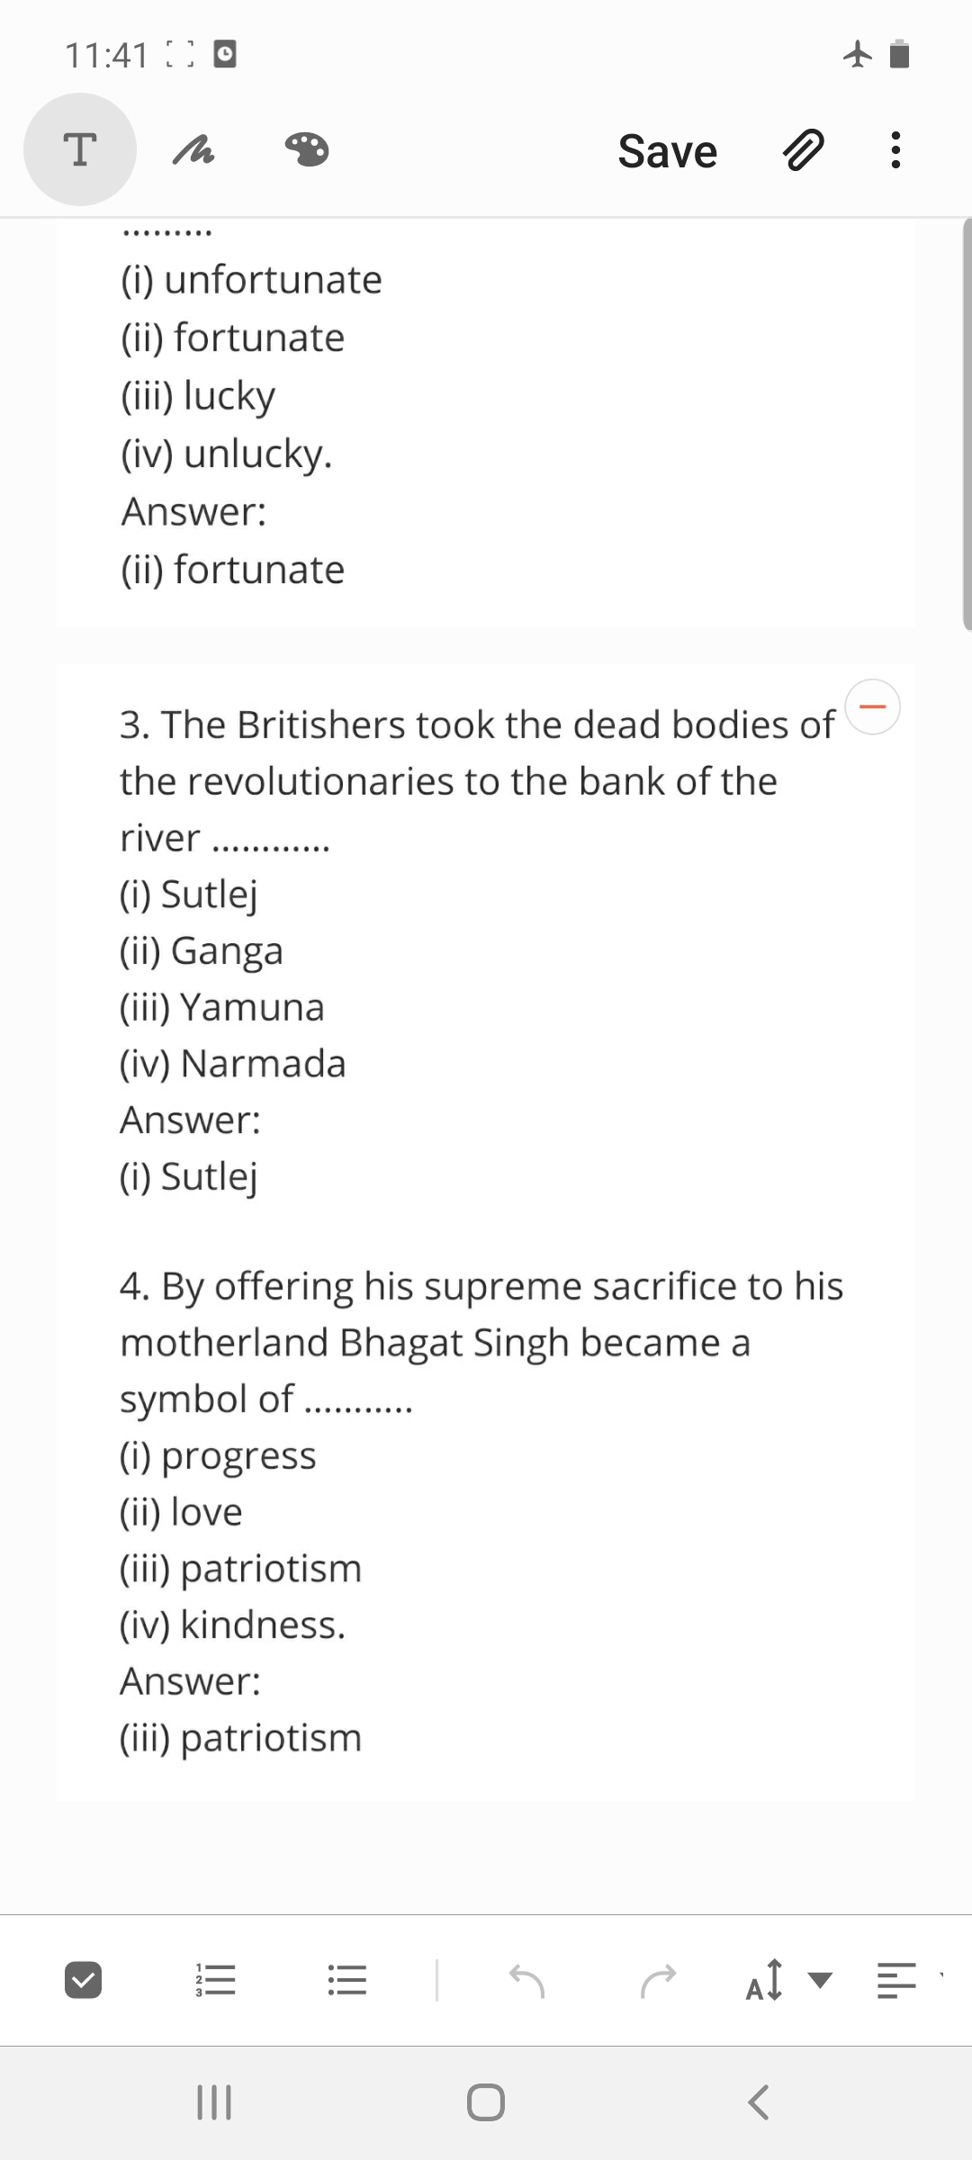 11:41
T
Save
.........
(i) unfortunate
(ii) fortunate
(iii) lucky
(iv) unlucky.
Answer:
(ii) fortunate
3. The Britishers took the dead bodies of
the revolutionaries to the bank of the
river ............
(i) Sutlej
(ii) Ganga
(iii) Yamuna
(iv) Narmada
Answer:
(i) Sutlej
4. By offering his supreme sacrifice to his
motherland Bhagat Singh became a
symbol of ...........
(i) progress
(ii) love
(iii) patriotism
(iv) kindness.
Answer:
(iii) patriotism